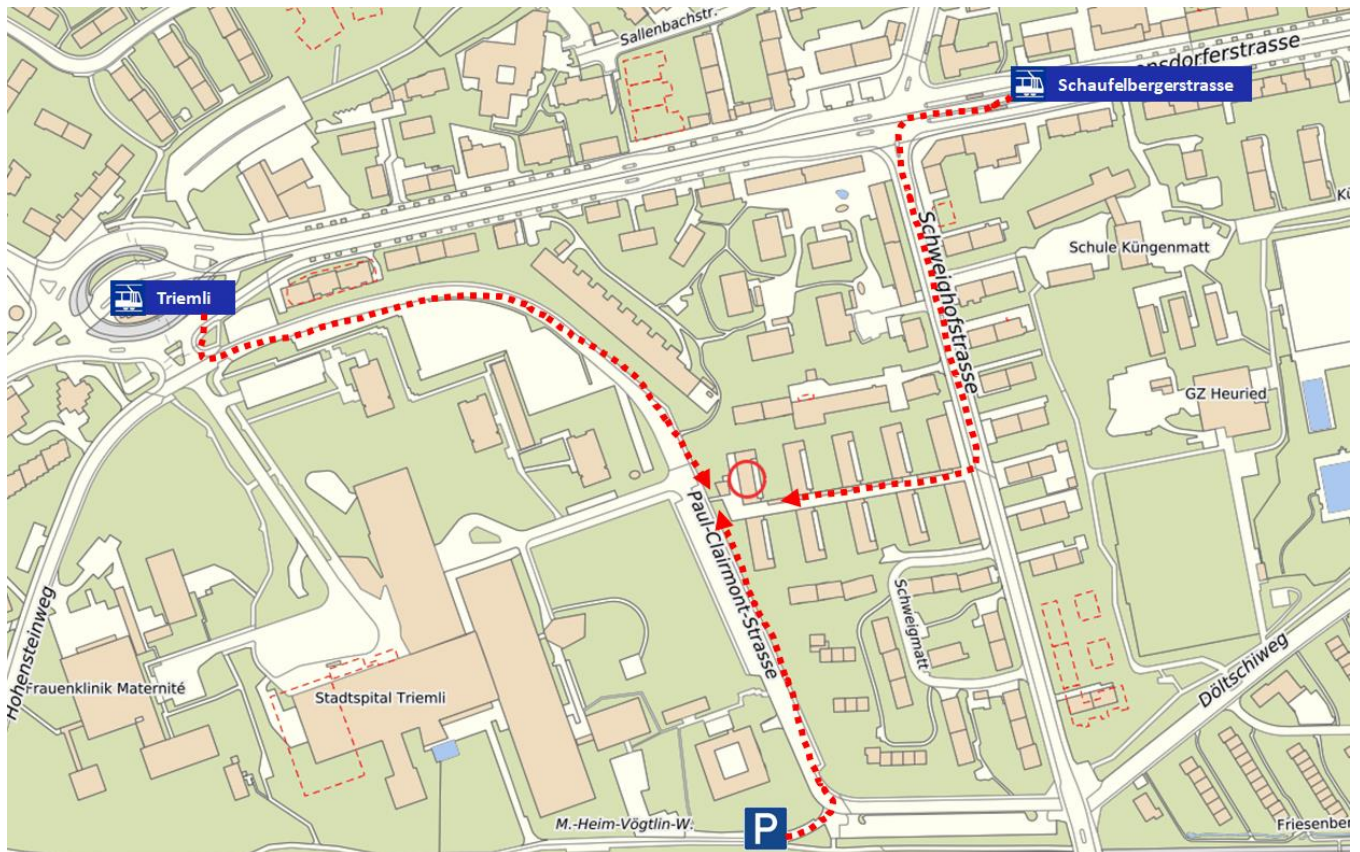 Sallenbachstr.
nsdorferstrasse
Schaufelbergerstrasse
Schweighofstrasse
Schule Küngenmatt
Kü
Triemli
GZ Heuried
Paul-Clairmont-Strasse
Hohensteinweg
Schweigmatt
Döltschiweg
Frauenklinik Maternité
Stadtspital Triemli
M.-Heim-Vögtlin-W.
P
Friesenber